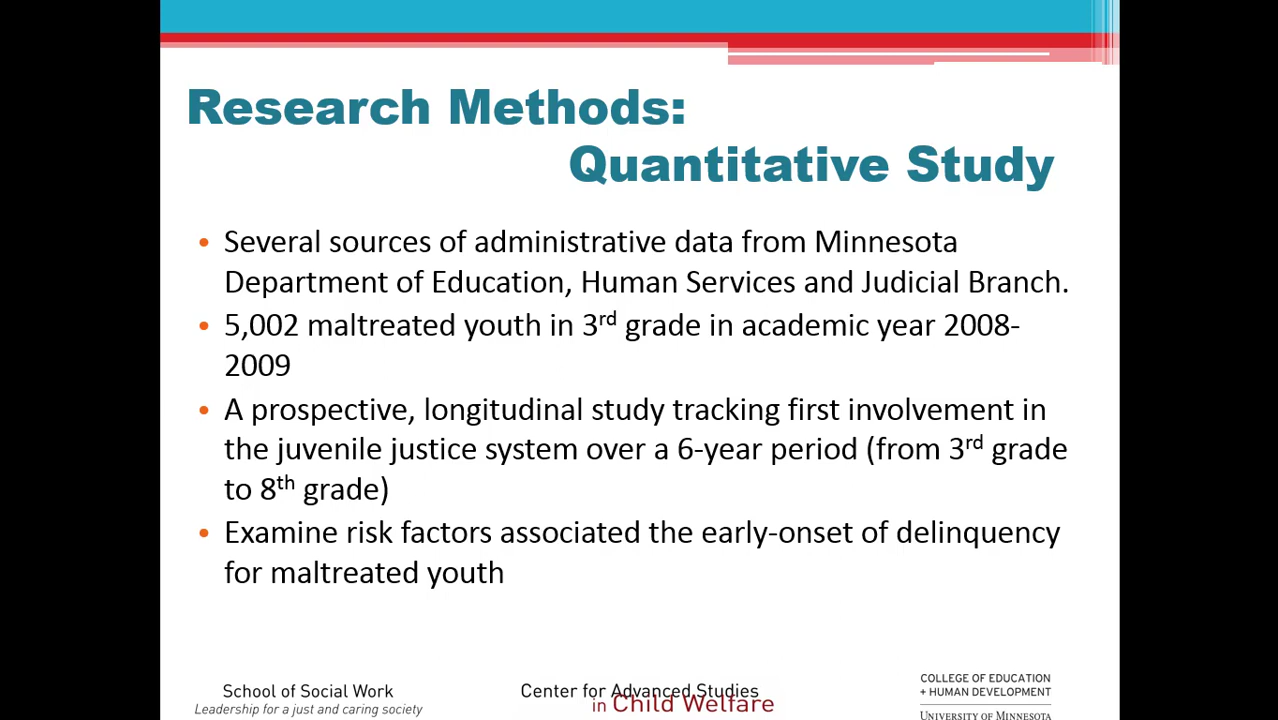 Research Methods:
Quantitative Study
• Several sources of administrative data from Minnesota
Department of Education, Human Services and Judicial Branch.
• 5,002 maltreated youth in 3rd grade in academic year 2008-
2009
• A prospective, longitudinal study tracking first involvement in
the juvenile justice system over a 6-year period (from 3rd grade
to 8th grade)
• Examine risk factors associated the early-onset of delinquency
for maltreated youth
School of Social Work
Leadership for a just and caring society
Center for Advanced Studies
in Child Welfare
COLLEGE OF EDUCATION
+ HUMAN DEVELOPMENT
UNIVERSITY OF MINNESOTA